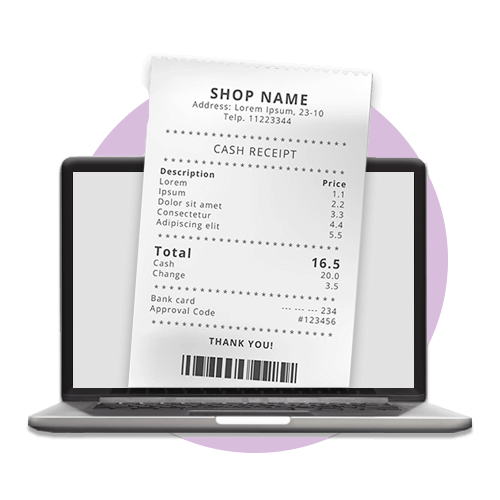 SHOP NAME
Address: Lorem Ipsum, 23-10
Telp. 11223344
CASH RECEIPT
Description Price
Lorem 1.1
Ipsum 2.2
Dolor sit amet 3.3
Consectetur 4.4
Adipiscing elit 5.5
Total 16.5
Cash 20.0
Change 3.5
Bank card --- --- --- 234
Approval Code #123456
THANK YOU!